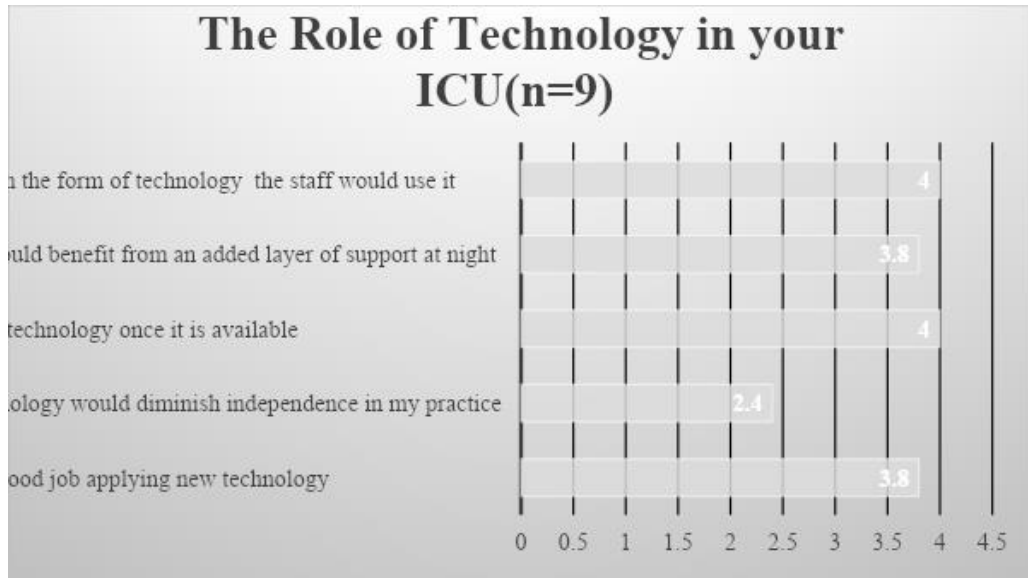 The Role of Technology in your
ICU(n=9)
the form of technology the staff would use it
4
benefit from an added layer of support at night
3.8
technology once it is available
4
would diminish independence in my practice
2.4
job applying new technology
3.8
0 0.5 1 1.5 2 2.5 3 3.5 4 4.5